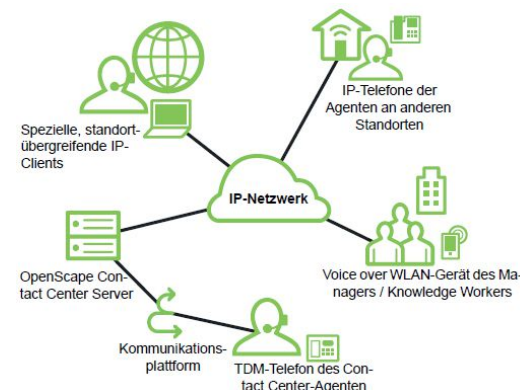 Spezielle, standort-
übergreifende IP-
Clients
IP-Telefone der
Agenten an anderen
Standorten
IP-Netzwerk
OpenScape Con-
tact Center Server
Voice over WLAN-Gerät des Ma-
nagers / Knowledge Workers
Kommunikations-
plattform
TDM-Telefon des Con-
tact Center-Agenten